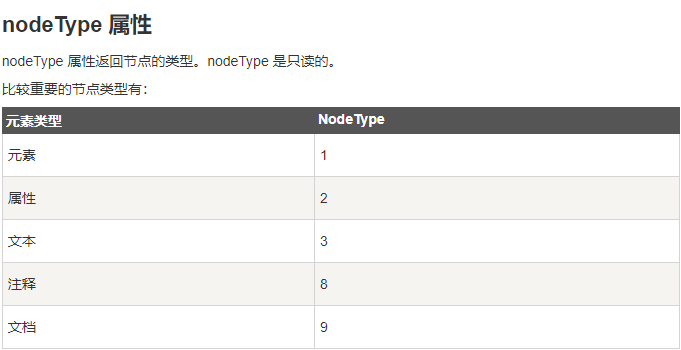 nodeType 属性
nodeType 属性返回节点的类型。nodeType 是只读的。
比较重要的节点类型有：
元素类型 NodeType
元素 1
属性 2
文本 3
注释 8
文档 9